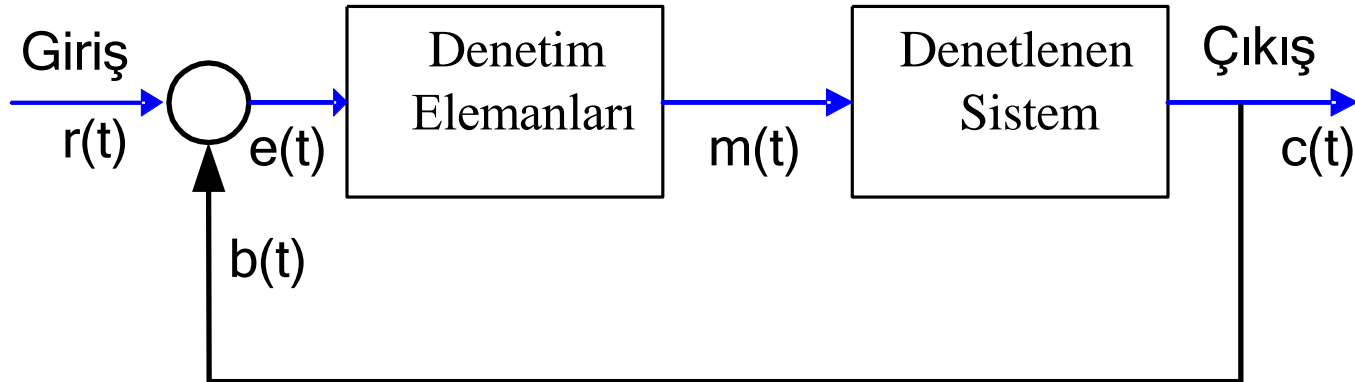 Giriş
r(t)
e(t)
Denetim
Elemanları
m(t)
Denetlenen
Sistem
Çıkış
c(t)
b(t)